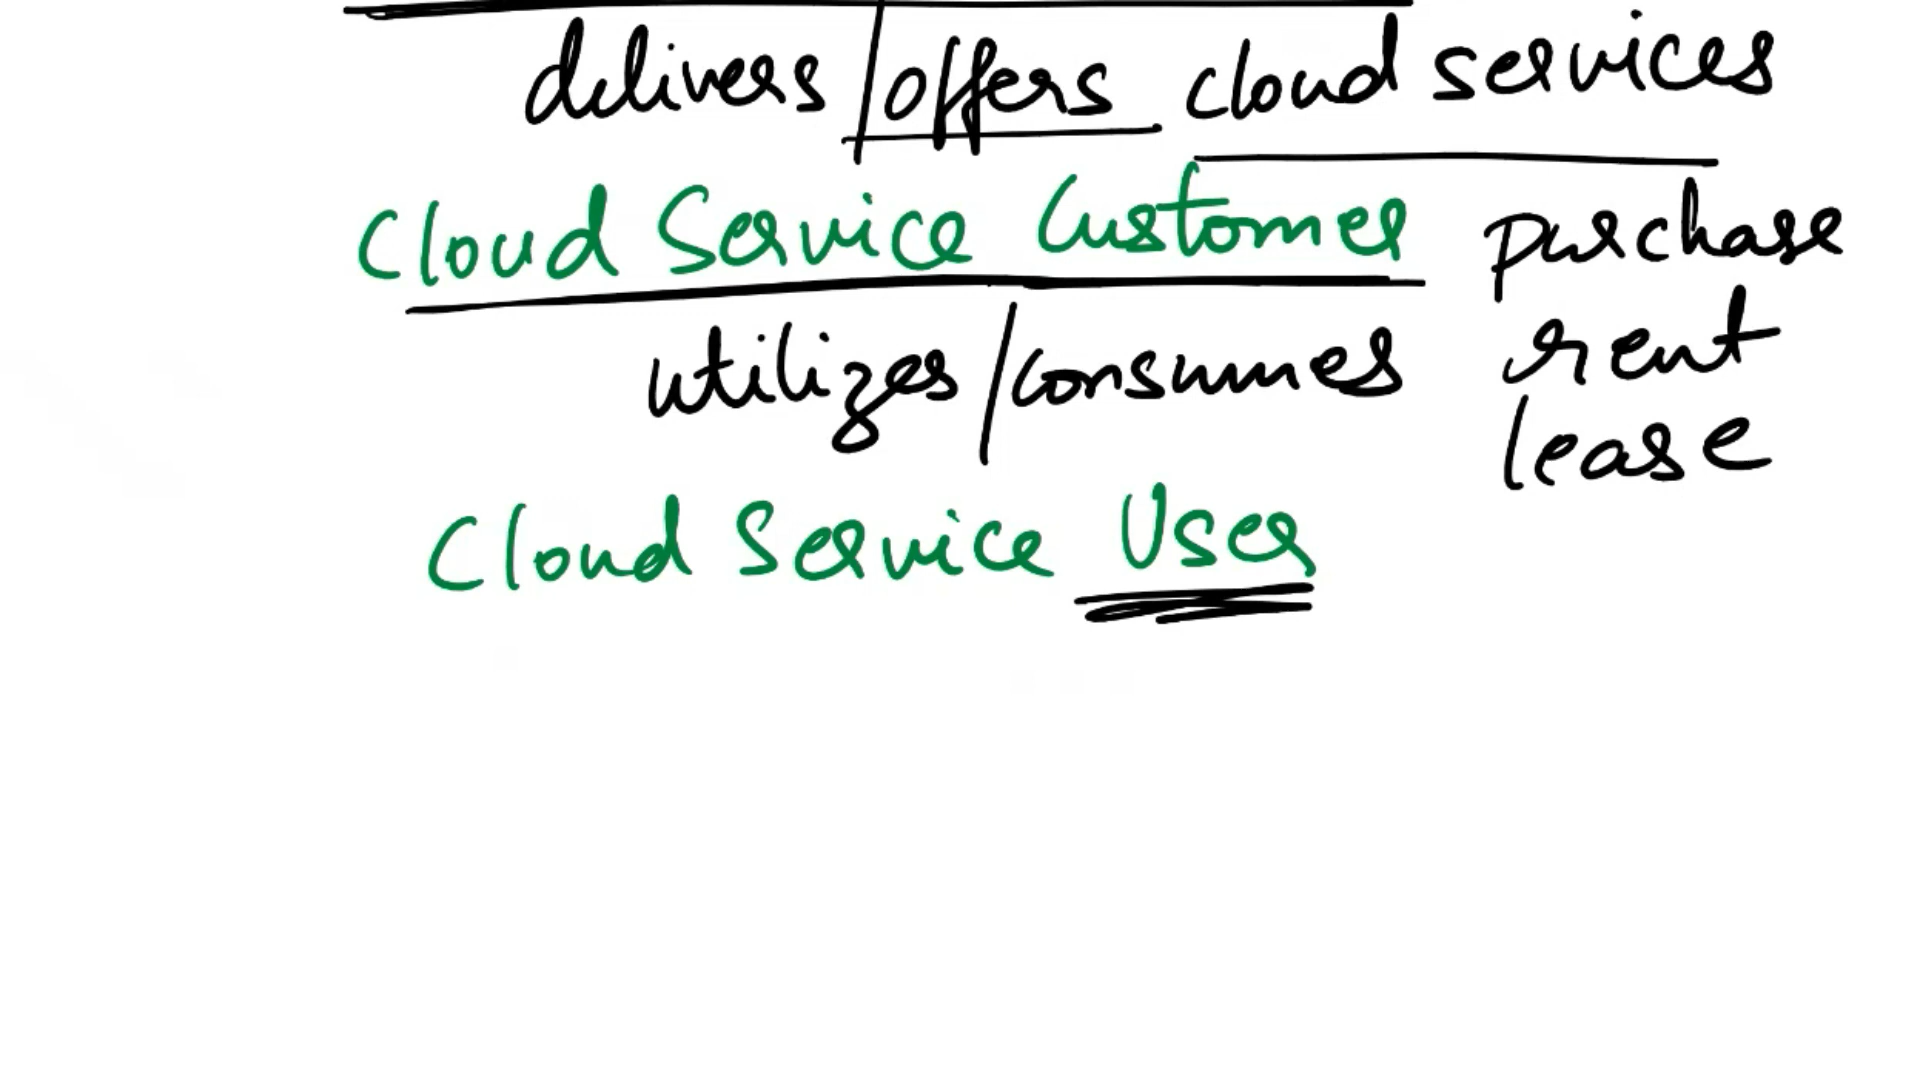 delivers/offers cloud services
Cloud Service Customer purchase
utilizes/consumes rent
lease
Cloud Service User